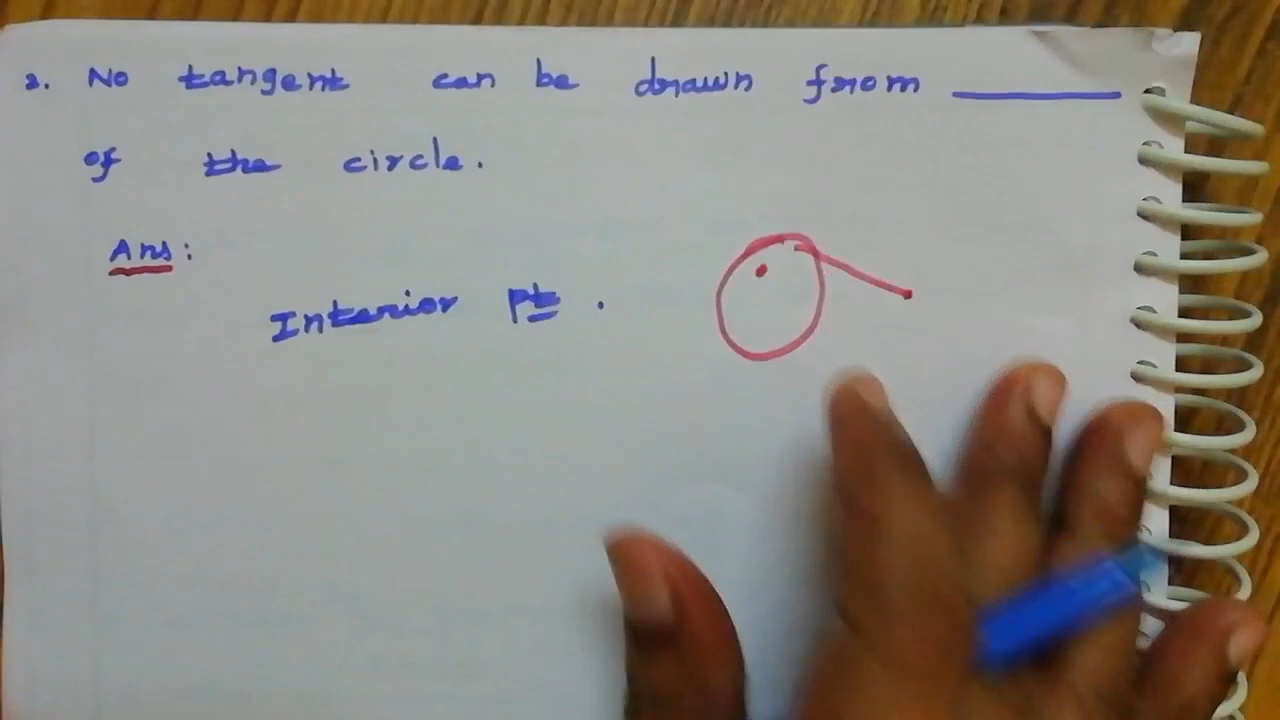 2. No tangent can be drawn from ______
of the circle.
Ans:
Interior pt.